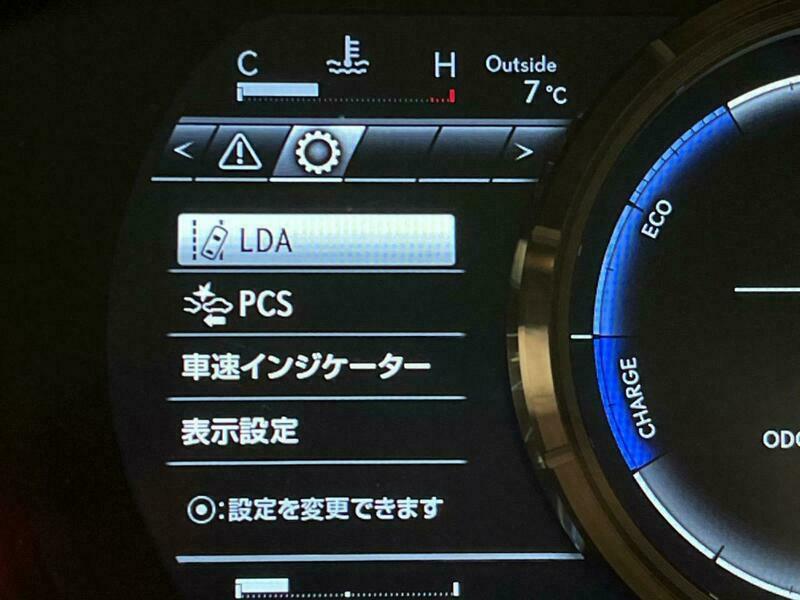 C H Outside
7°C
< >
LDA
PCS
車速インジケーター
表示設定
⦿:設定を変更できます
ECO
CHARGE